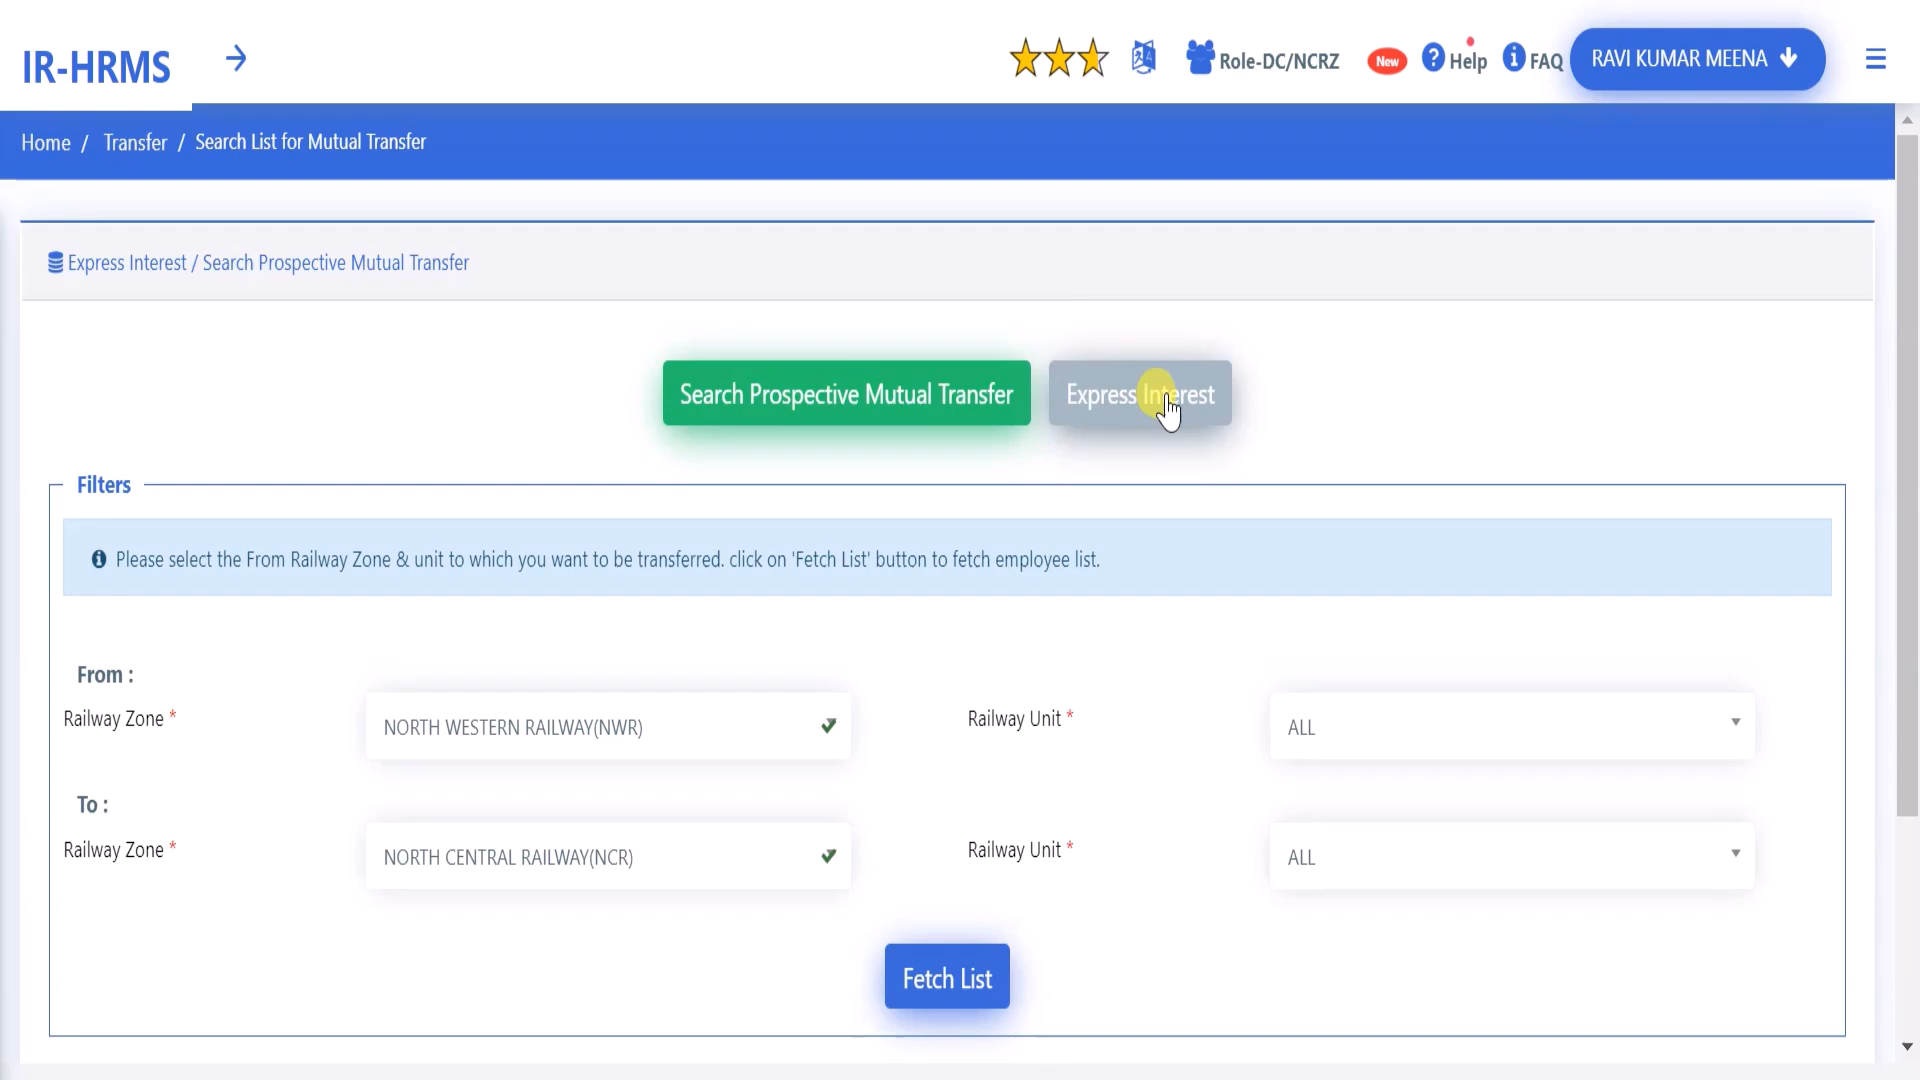 IR-HRMS
Role-DC/NCRZ
New
Help
FAQ
RAVI KUMAR MEENA
Home / Transfer / Search List for Mutual Transfer
Express Interest / Search Prospective Mutual Transfer
Search Prospective Mutual Transfer
Express Interest
Filters
Please select the From Railway Zone & unit to which you want to be transferred. click on 'Fetch List' button to fetch employee list.
From :
Railway Zone *
NORTH WESTERN RAILWAY(NWR)
Railway Unit *
ALL
To :
Railway Zone *
NORTH CENTRAL RAILWAY(NCR)
Railway Unit *
ALL
Fetch List